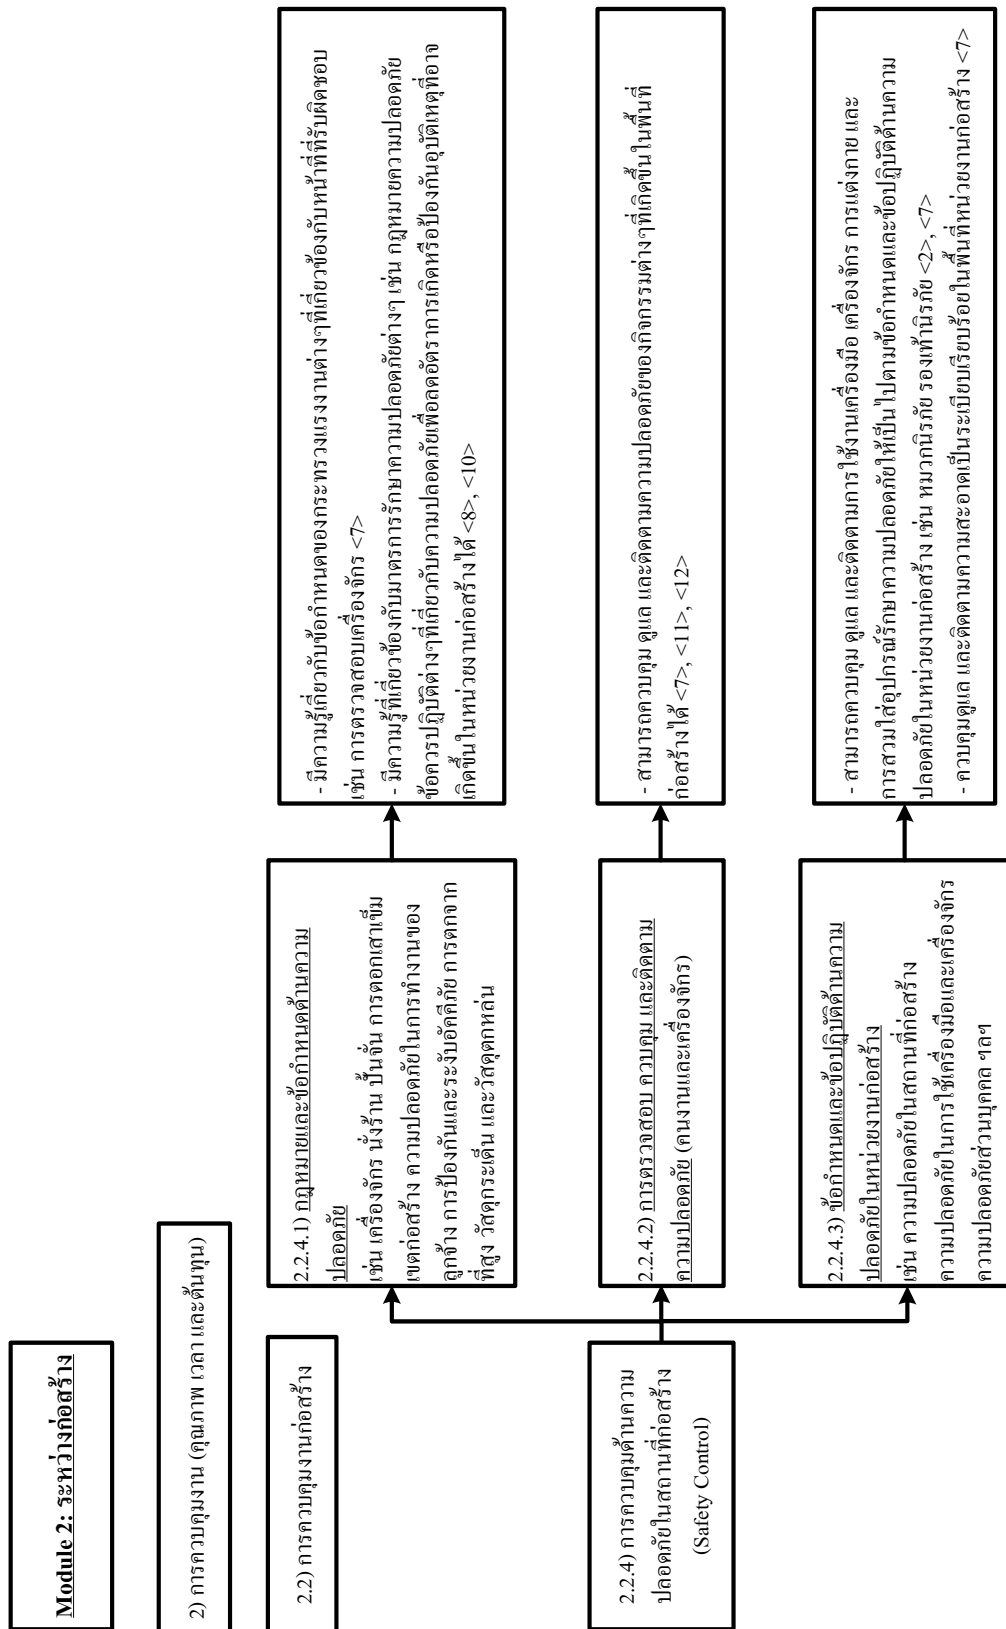 Module 2: ระหว่างก่อสร้าง
2) การควบคุมงาน (คุณภาพ เวลา และต้นทุน)
2.2) การควบคุมงานก่อสร้าง
2.2.4) การควบคุมด้านความ
ปลอดภัยในสถานที่ก่อสร้าง
(Safety Control)
2.2.4.1) กฎหมายและข้อกำหนดด้านความ
ปลอดภัย
เช่น เครื่องจักร นั่งร้าน ปั้นจั่น การตอกเสาเข็ม
เขตก่อสร้าง ความปลอดภัยในการทำงานของ
ลูกจ้าง การป้องกันและระงับอัคคีภัย การตกจาก
ที่สูง วัสดุกระเด็น และวัสดุตกหล่น
- มีความรู้เกี่ยวกับข้อกำหนดของกระทรวงแรงงานต่างๆที่เกี่ยวข้องกับหน้าที่ที่รับผิดชอบ
เช่น การตรวจสอบเครื่องจักร <7>
- มีความรู้ที่เกี่ยวข้องกับมาตรการรักษาความปลอดภัยต่างๆ เช่น กฎหมายความปลอดภัย
ข้อควรปฏิบัติต่างๆที่เกี่ยวกับความปลอดภัยเพื่อลดอัตราการเกิดหรือป้องกันอุบัติเหตุที่อาจ
เกิดขึ้นในหน่วยงานก่อสร้างได้ <8>, <10>
2.2.4.2) การตรวจสอบ ควบคุม และติดตาม
ความปลอดภัย (คนงานและเครื่องจักร)
- สามารถควบคุม ดูแล และติดตามความปลอดภัยของกิจกรรมต่างๆที่เกิดขึ้นในพื้นที่
ก่อสร้างได้ <7>, <11>, <12>
2.2.4.3) ข้อกำหนดและข้อปฏิบัติด้านความ
ปลอดภัยในหน่วยงานก่อสร้าง
เช่น ความปลอดภัยในสถานที่ก่อสร้าง
ความปลอดภัยในการใช้เครื่องมือและเครื่องจักร
ความปลอดภัยส่วนบุคคล ฯลฯ
- สามารถควบคุม ดูแล และติดตามการใช้งานเครื่องมือ เครื่องจักร การแต่งกาย และ
การสวมใส่อุปกรณ์รักษาความปลอดภัยให้เป็นไปตามข้อกำหนดและข้อปฏิบัติด้านความ
ปลอดภัยในหน่วยงานก่อสร้าง เช่น หมวกนิรภัย รองเท้านิรภัย <2>, <7>
- ควบคุมดูแล และติดตามความสะอาดเป็นระเบียบเรียบร้อยในพื้นที่หน่วยงานก่อสร้าง <7>